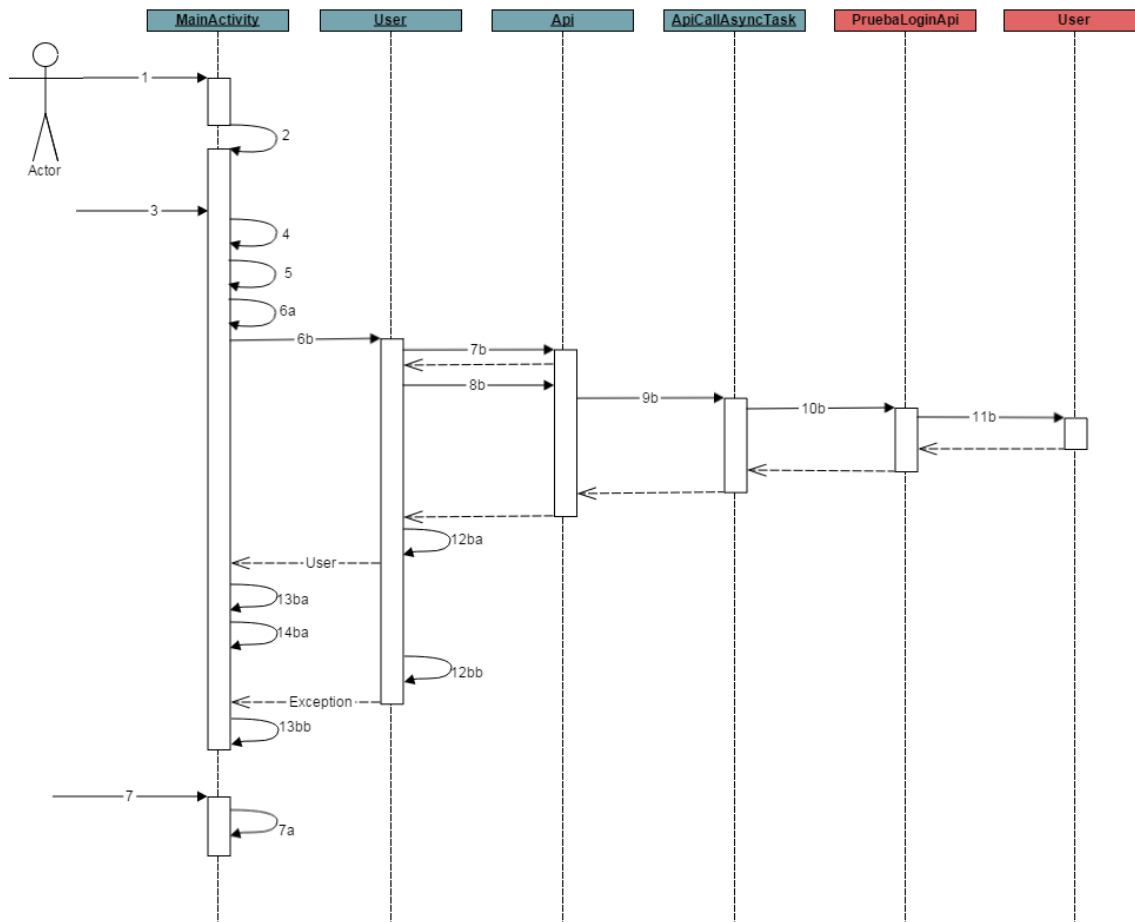 MainActivity
User
Api
ApiCallAsyncTask
PruebaLoginApi
User
1
2
Actor
3
4
5
6a
6b
7b
8b
9b
10b
11b
12ba
User
13ba
14ba
12bb
Exception
13bb
7
7a